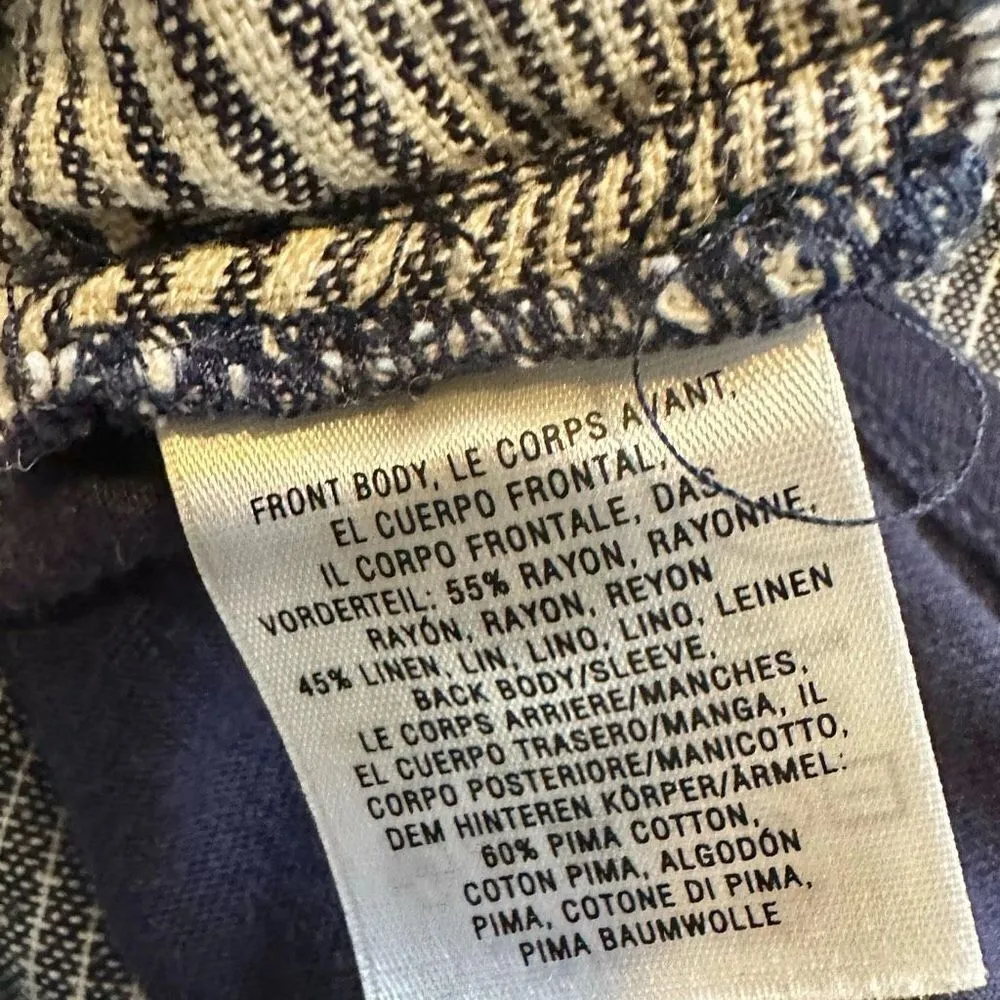 FRONT BODY, LE CORPS AVANT,
EL CUERPO FRONTAL,
IL CORPO FRONTALE, DAS
VORDERTEIL: 55% RAYON, RAYONNE,
RAYÓN, RAYON, REYON
45% LINEN, LIN, LINO, LINO, LEINEN
BACK BODY/SLEEVE,
LE CORPS ARRIERE/MANCHES,
EL CUERPO TRASERO/MANGA, IL
CORPO POSTERIORE/MANICOTTO,
DEM HINTEREN KÖRPER/ÄRMEL:
60% PIMA COTTON,
COTON PIMA, ALGODÓN
PIMA, COTONE DI PIMA,
PIMA BAUMWOLLE